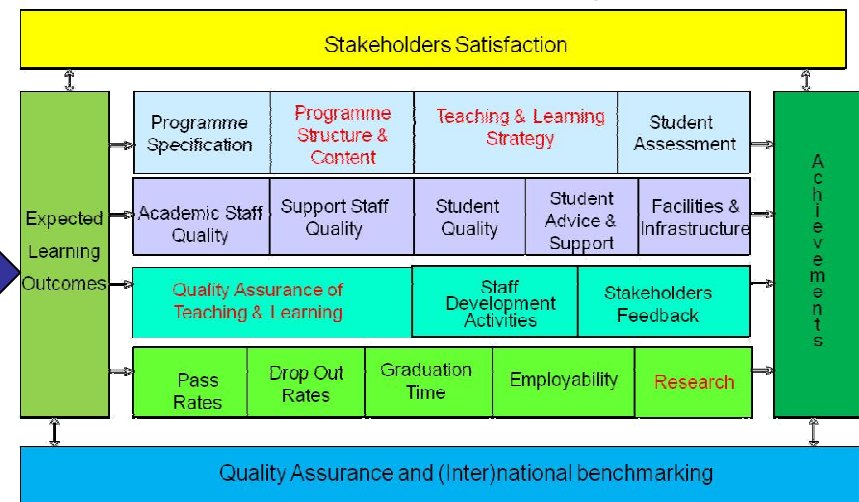 Stakeholders Satisfaction
Expected
Learning
Outcomes
Programme
Specification
Programme
Structure &
Content
Teaching & Learning
Strategy
Student
Assessment
Academic Staff
Quality
Support Staff
Quality
Student
Quality
Student
Advice &
Support
Facilities &
Infrastructure
Quality Assurance of
Teaching & Learning
Staff
Development
Activities
Stakeholders
Feedback
Pass
Rates
Drop Out
Rates
Graduation
Time
Employability
Research
Achievements
Quality Assurance and (Inter)national benchmarking